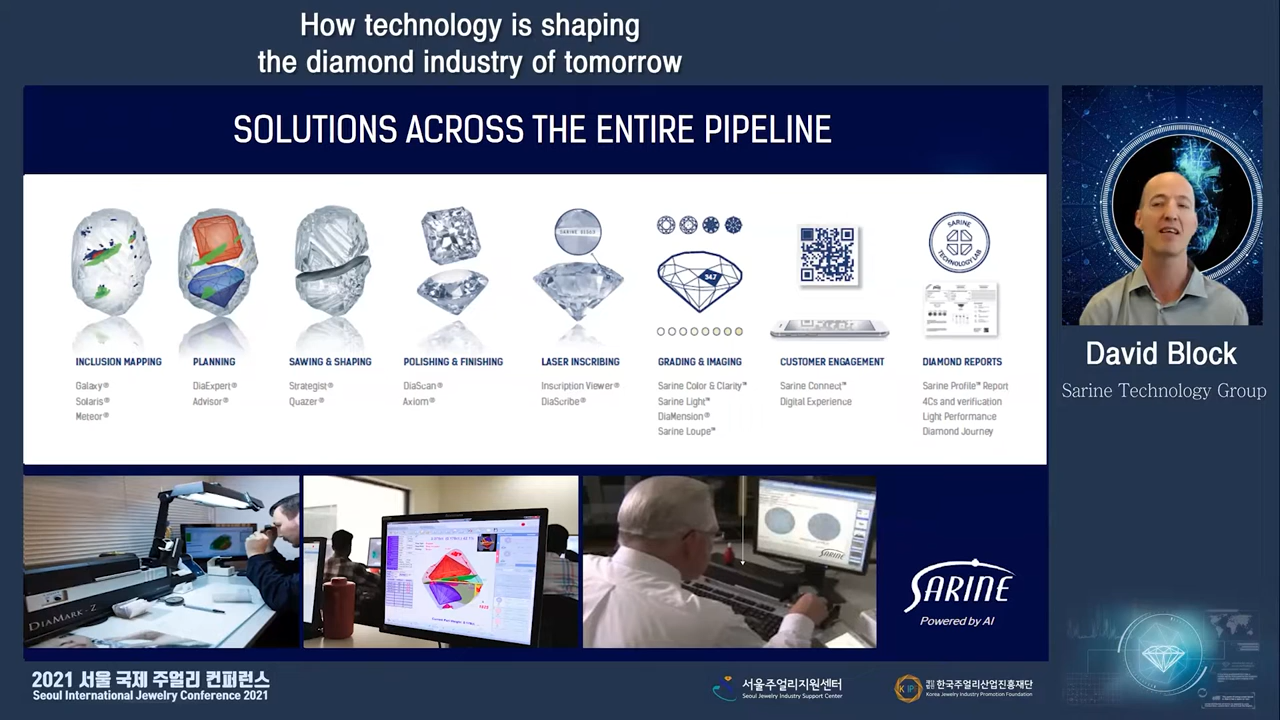 How technology is shaping
the diamond industry of tomorrow
SOLUTIONS ACROSS THE ENTIRE PIPELINE
SARINE
TECHNOLOGY LAB
347
INCLUSION MAPPING
Galaxy®
Solaris®
Meteor®
PLANNING
DiaExpert®
Advisor®
SAWING & SHAPING
Strategist®
Quazer®
POLISHING & FINISHING
DiaScan®
Axiom®
LASER INSCRIBING
Inscription Viewer®
DiaScribe®
GRADING & IMAGING
Sarine Color & Clarity™
Sarine Light™
DiaMension®
Sarine Loupe™
CUSTOMER ENGAGEMENT
Sarine Connect™
Digital Experience
DIAMOND REPORTS
Sarine Profile™ Report
4Cs and verification
Light Performance
Diamond Journey
David Block
Sarine Technology Group
DIAMARK - Z
SARINE
SARINE
Powered by AI
2021 서울 국제 주얼리 컨퍼런스
Seoul International Jewelry Conference 2021
서울주얼리지원센터
Seoul Jewelry Industry Support Center
한국주얼리산업진흥재단
Korea Jewelry Industry Promotion Foundation